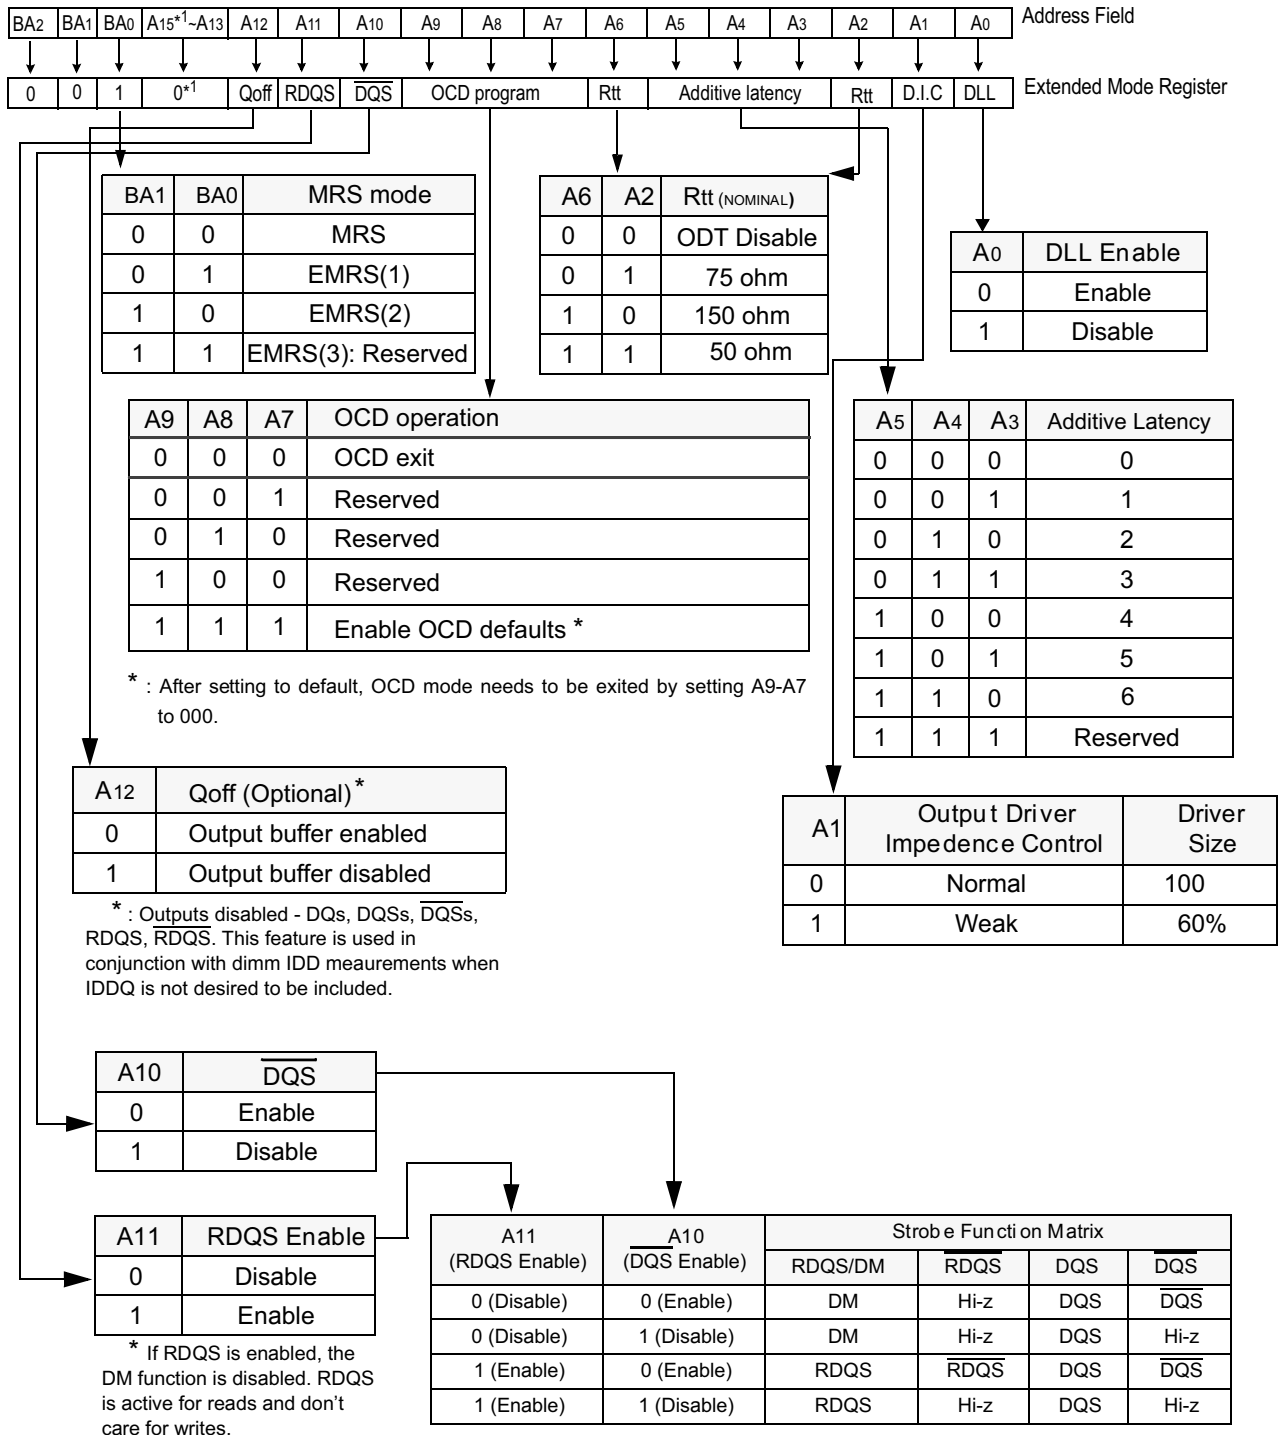 BA2 BA1 BA0 A15*1~A13 A12 A11 A10 A9 A8 A7 A6 A5 A4 A3 A2 A1 A0 Address Field
0 0 1 0*1 Qoff RDQS D̅Q̅S̅ OCD program Rtt Additive latency Rtt D.I.C DLL Extended Mode Register
BA1 BA0 MRS mode
0 0 MRS
0 1 EMRS(1)
1 0 EMRS(2)
1 1 EMRS(3): Reserved
A6 A2 Rtt (NOMINAL)
0 0 ODT Disable
0 1 75 ohm
1 0 150 ohm
1 1 50 ohm
A0 DLL Enable
0 Enable
1 Disable
A9 A8 A7 OCD operation
0 0 0 OCD exit
0 0 1 Reserved
0 1 0 Reserved
1 0 0 Reserved
1 1 1 Enable OCD defaults *
* : After setting to default, OCD mode needs to be exited by setting A9-A7
to 000.
A5 A4 A3 Additive Latency
0 0 0 0
0 0 1 1
0 1 0 2
0 1 1 3
1 0 0 4
1 0 1 5
1 1 0 6
1 1 1 Reserved
A12 Qoff (Optional)*
0 Output buffer enabled
1 Output buffer disabled
* : Outputs disabled - DQs, DQSs, D̅Q̅S̅s,
RDQS, R̅D̅Q̅S̅. This feature is used in
conjunction with dimm IDD meaurements when
IDDQ is not desired to be included.
A1 Output Driver Driver
Impedence Control Size
0 Normal 100
1 Weak 60%
A10 D̅Q̅S̅
0 Enable
1 Disable
A11 RDQS Enable
0 Disable
1 Enable
* If RDQS is enabled, the
DM function is disabled. RDQS
is active for reads and don't
care for writes.
A11 A10 Strobe Function Matrix
(RDQS Enable) (D̅Q̅S̅ Enable) RDQS/DM R̅D̅Q̅S̅ DQS D̅Q̅S̅
0 (Disable) 0 (Enable) DM Hi-z DQS D̅Q̅S̅
0 (Disable) 1 (Disable) DM Hi-z DQS Hi-z
1 (Enable) 0 (Enable) RDQS R̅D̅Q̅S̅ DQS D̅Q̅S̅
1 (Enable) 1 (Disable) RDQS Hi-z DQS Hi-z